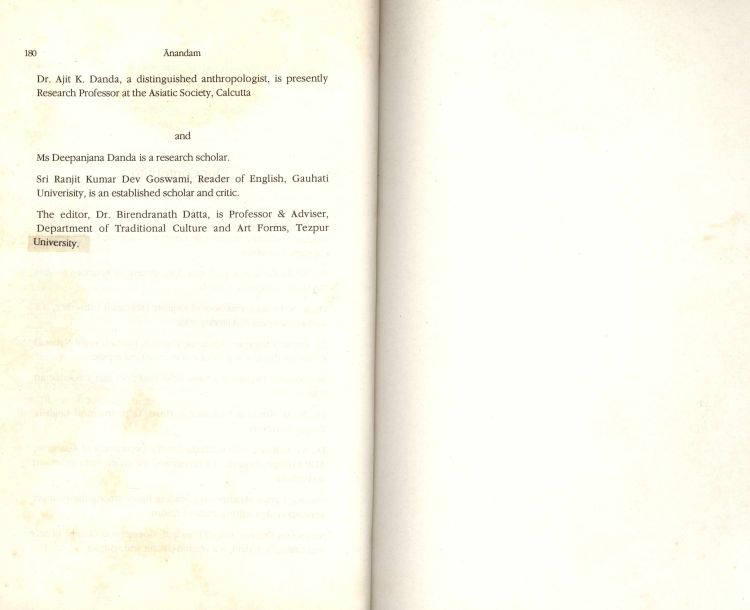 180 Ānandam
Dr. Ajit K. Danda, a distinguished anthropologist, is presently
Research Professor at the Asiatic Society, Calcutta
and
Ms Deepanjana Danda is a research scholar.
Sri Ranjit Kumar Dev Goswami, Reader of English, Gauhati
Univerisity, is an established scholar and critic.
The editor, Dr. Birendranath Datta, is Professor & Adviser,
Department of Traditional Culture and Art Forms, Tezpur
University.